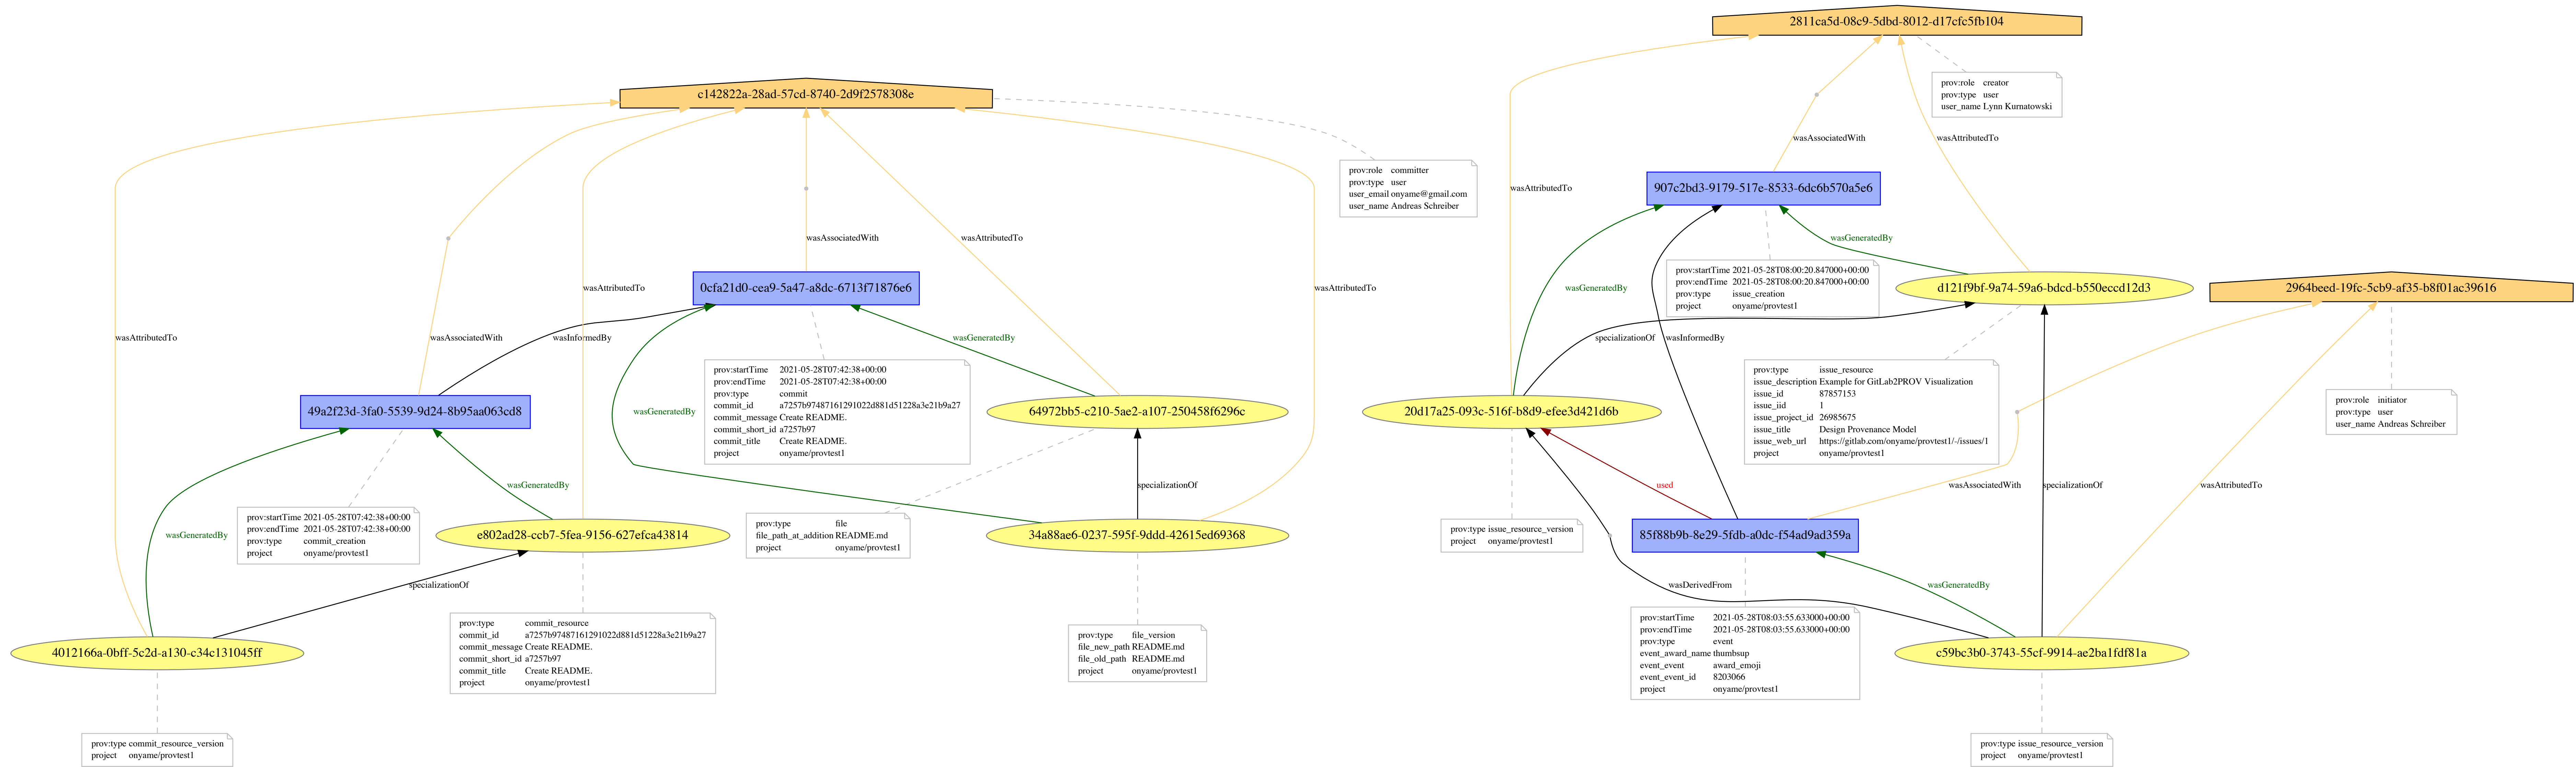 2811ca5d-08c9-5dbd-8012-d17cfc5fb104
prov:role creator
prov:type user
user_name Lynn Kurnatowski
c142822a-28ad-57cd-8740-2d9f2578308e
prov:role committer
prov:type user
user_email onyame@gmail.com
user_name Andreas Schreiber
wasAssociatedWith
wasAttributedTo
wasAttributedTo
907c2bd3-9179-517e-8533-6dc6b570a5e6
wasAssociatedWith
wasAttributedTo
wasGeneratedBy
prov:startTime 2021-05-28T08:00:20.847000+00:00
prov:endTime 2021-05-28T08:00:20.847000+00:00
prov:type issue_creation
project onyame/provtest1
0cfa21d0-cea9-5a47-a8dc-6713f71876e6
wasAttributedTo
wasAttributedTo
wasGeneratedBy
d121f9bf-9a74-59a6-bdcd-b550eccd12d3
2964beed-19fc-5cb9-af35-b8f01ac39616
wasAttributedTo
wasAssociatedWith
wasInformedBy
wasGeneratedBy
specializationOf
wasInformedBy
prov:startTime 2021-05-28T07:42:38+00:00
prov:endTime 2021-05-28T07:42:38+00:00
prov:type commit
commit_id a7257b97487161291022d881d51228a3e21b9a27
commit_message Create README.
commit_short_id a7257b97
commit_title Create README.
project onyame/provtest1
prov:type issue_resource
issue_description Example for GitLab2PROV Visualization
issue_id 87857153
issue_iid 1
issue_project_id 26985675
issue_title Design Provenance Model
issue_web_url https://gitlab.com/onyame/provtest1/-/issues/1
project onyame/provtest1
prov:role initiator
prov:type user
user_name Andreas Schreiber
49a2f23d-3fa0-5539-9d24-8b95aa063cd8
wasGeneratedBy
64972bb5-c210-5ae2-a107-250458f6296c
20d17a25-093c-516f-b8d9-efee3d421d6b
wasGeneratedBy
specializationOf
used
wasAssociatedWith
specializationOf
wasAttributedTo
prov:startTime 2021-05-28T07:42:38+00:00
prov:endTime 2021-05-28T07:42:38+00:00
prov:type commit_creation
project onyame/provtest1
wasGeneratedBy
e802ad28-ccb7-5fea-9156-627efca43814
prov:type file
file_path_at_addition README.md
project onyame/provtest1
34a88ae6-0237-595f-9ddd-42615ed69368
prov:type issue_resource_version
project onyame/provtest1
85f88b9b-8e29-5fdb-a0dc-f54ad9ad359a
specializationOf
wasDerivedFrom
wasGeneratedBy
4012166a-0bff-5c2d-a130-c34c131045ff
prov:type commit_resource
commit_id a7257b97487161291022d881d51228a3e21b9a27
commit_message Create README.
commit_short_id a7257b97
commit_title Create README.
project onyame/provtest1
prov:type file_version
file_new_path README.md
file_old_path README.md
project onyame/provtest1
prov:startTime 2021-05-28T08:03:55.633000+00:00
prov:endTime 2021-05-28T08:03:55.633000+00:00
prov:type event
event_award_name thumbsup
event_event award_emoji
event_event_id 8203066
project onyame/provtest1
c59bc3b0-3743-55cf-9914-ae2ba1fdf81a
prov:type commit_resource_version
project onyame/provtest1
prov:type issue_resource_version
project onyame/provtest1